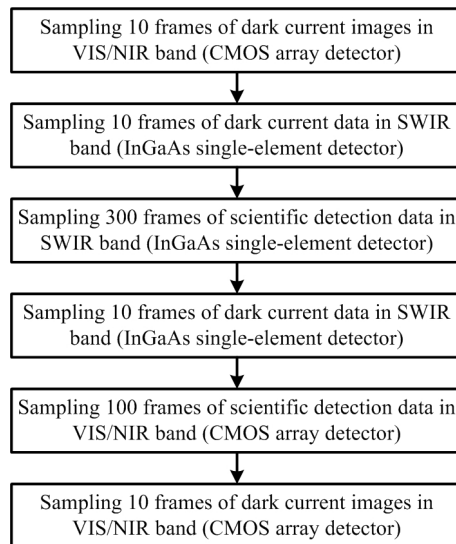 Sampling 10 frames of dark current images in
VIS/NIR band (CMOS array detector)
Sampling 10 frames of dark current data in SWIR
band (InGaAs single-element detector)
Sampling 300 frames of scientific detection data in
SWIR band (InGaAs single-element detector)
Sampling 10 frames of dark current data in SWIR
band (InGaAs single-element detector)
Sampling 100 frames of scientific detection data in
VIS/NIR band (CMOS array detector)
Sampling 10 frames of dark current images in
VIS/NIR band (CMOS array detector)